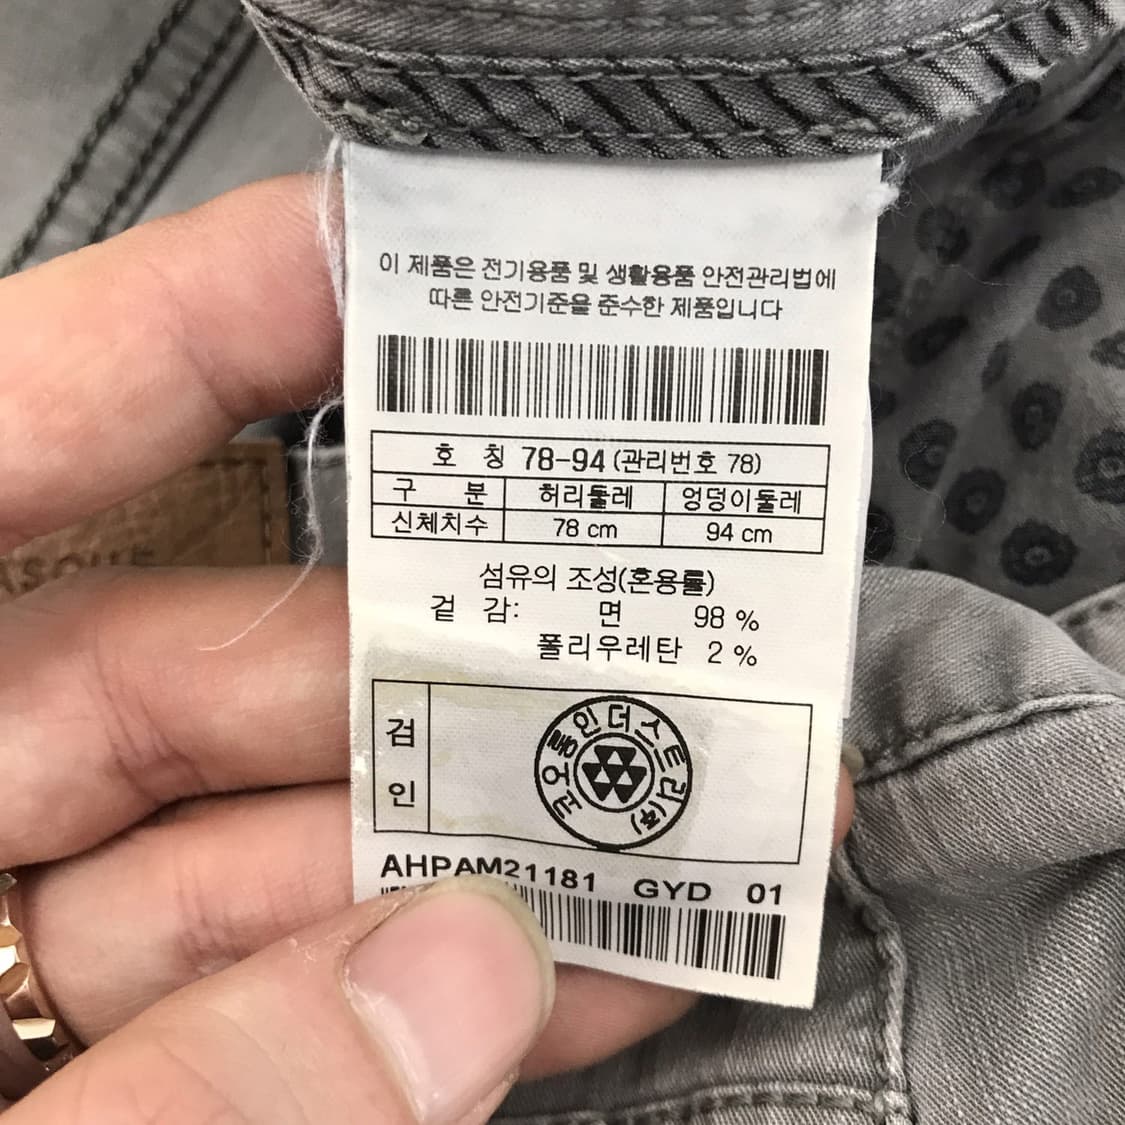 이 제품은 전기용품 및 생활용품 안전관리법에
따른 안전기준을 준수한 제품입니다
호 칭 78-94 (관리번호 78)
구 분 허리둘레 엉덩이둘레
신체치수 78 cm 94 cm
섬유의 조성(혼용률)
겉 감: 면 98 %
폴리우레탄 2 %
검
인
인더스트리(주)
AHPAM21181 GYD 01